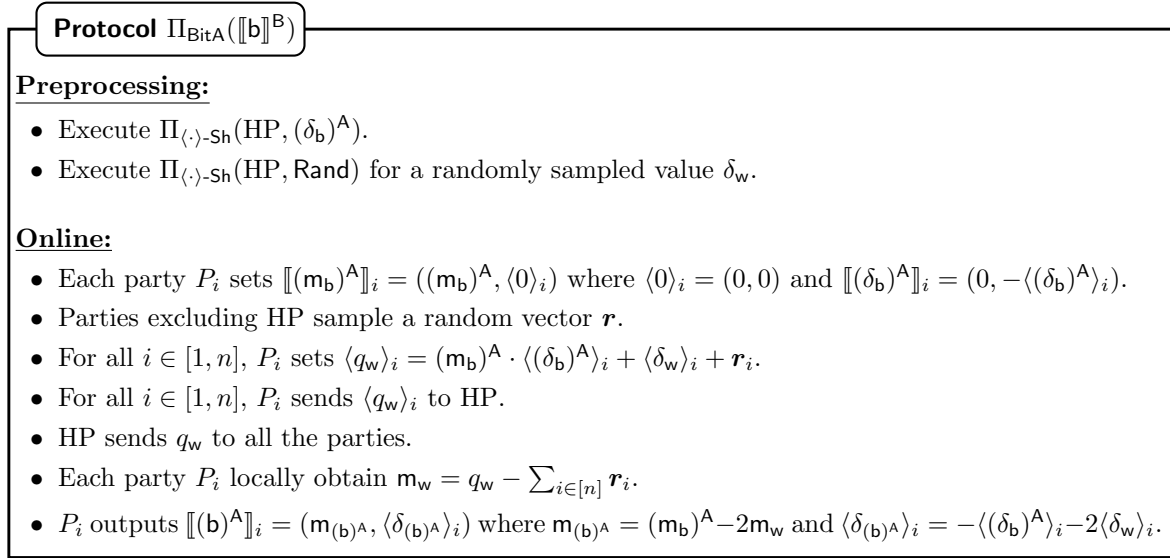 Protocol Π_BitA(⟦b⟧^B)
Preprocessing:
• Execute Π_⟨·⟩-Sh(HP, (δ_b)^A).
• Execute Π_⟨·⟩-Sh(HP, Rand) for a randomly sampled value δ_w.
Online:
• Each party P_i sets ⟦(m_b)^A⟧_i = ((m_b)^A, ⟨0⟩_i) where ⟨0⟩_i = (0, 0) and ⟦(δ_b)^A⟧_i = (0, −⟨(δ_b)^A⟩_i).
• Parties excluding HP sample a random vector r.
• For all i ∈ [1, n], P_i sets ⟨q_w⟩_i = (m_b)^A · ⟨(δ_b)^A⟩_i + ⟨δ_w⟩_i + r_i.
• For all i ∈ [1, n], P_i sends ⟨q_w⟩_i to HP.
• HP sends q_w to all the parties.
• Each party P_i locally obtain m_w = q_w − ∑_{i∈[n]} r_i.
• P_i outputs ⟦(b)^A⟧_i = (m_{(b)^A}, ⟨δ_{(b)^A}⟩_i) where m_{(b)^A} = (m_b)^A−2m_w and ⟨δ_{(b)^A}⟩_i = −⟨(δ_b)^A⟩_i−2⟨δ_w⟩_i.